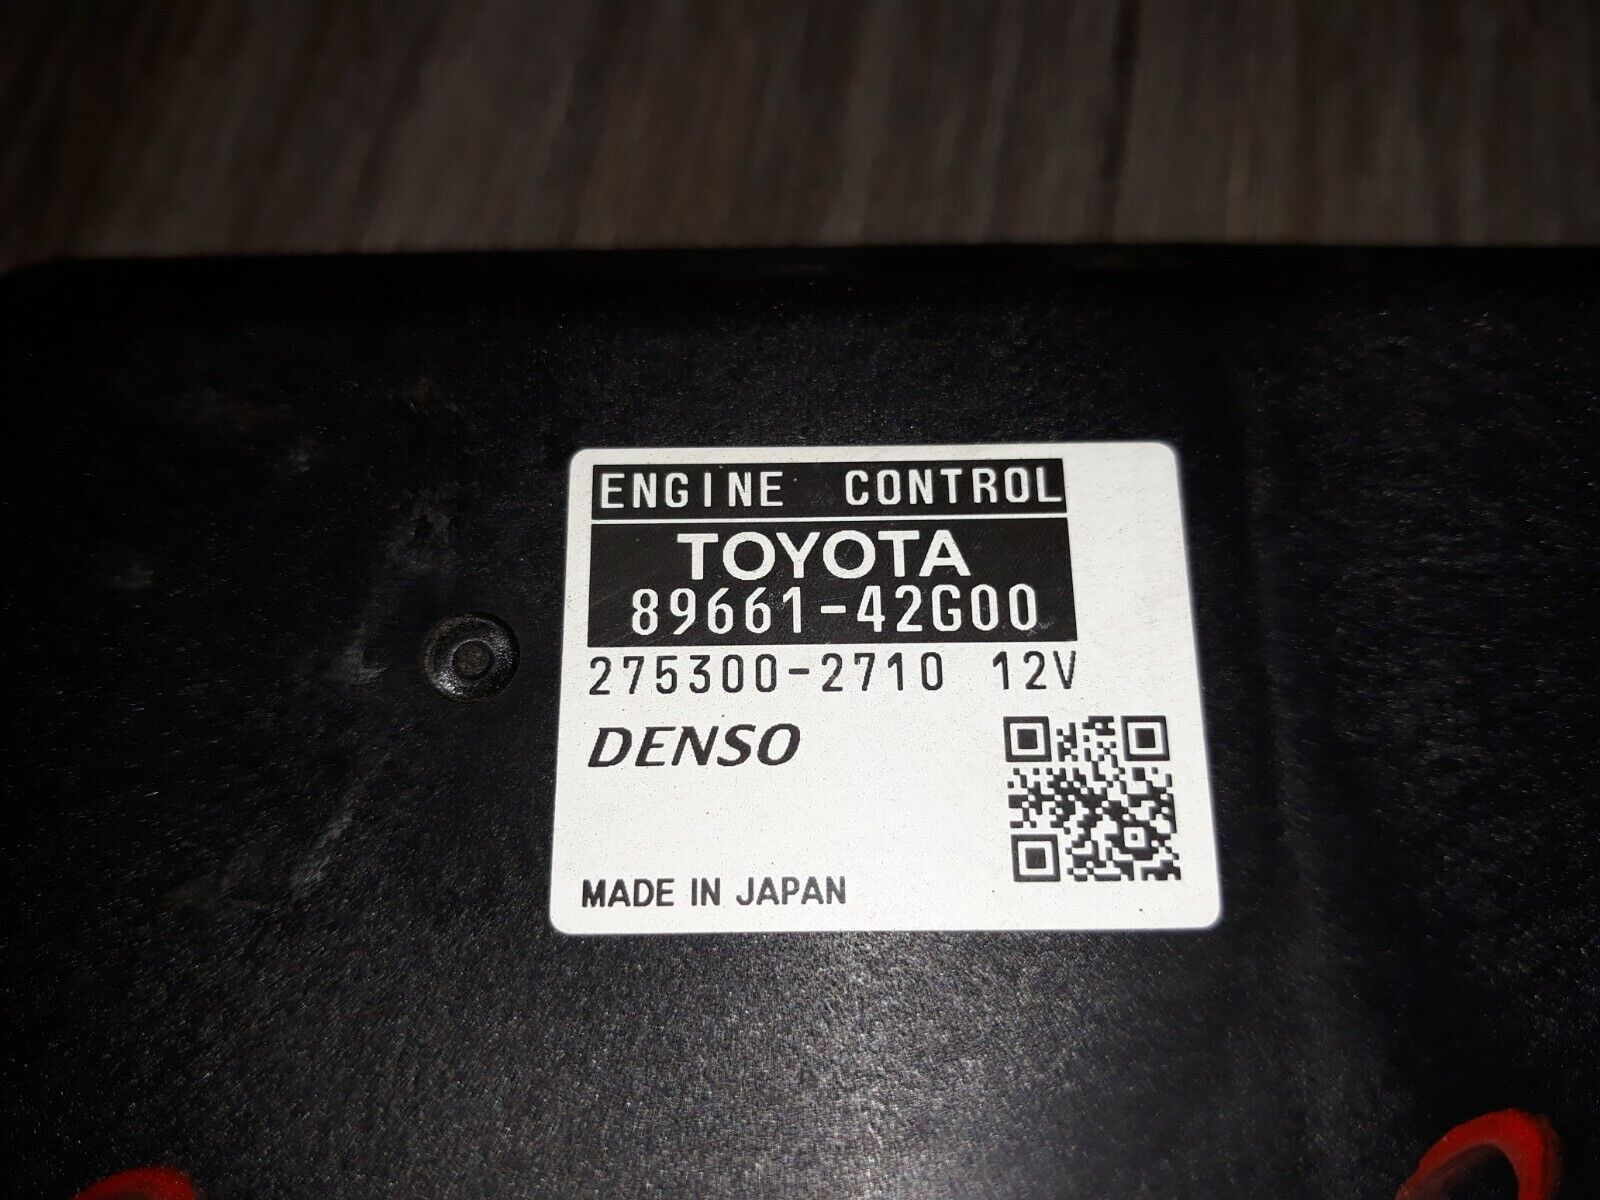 ENGINE CONTROL
TOYOTA
89661-42G00
275300-2710 12V
DENSO
MADE IN JAPAN